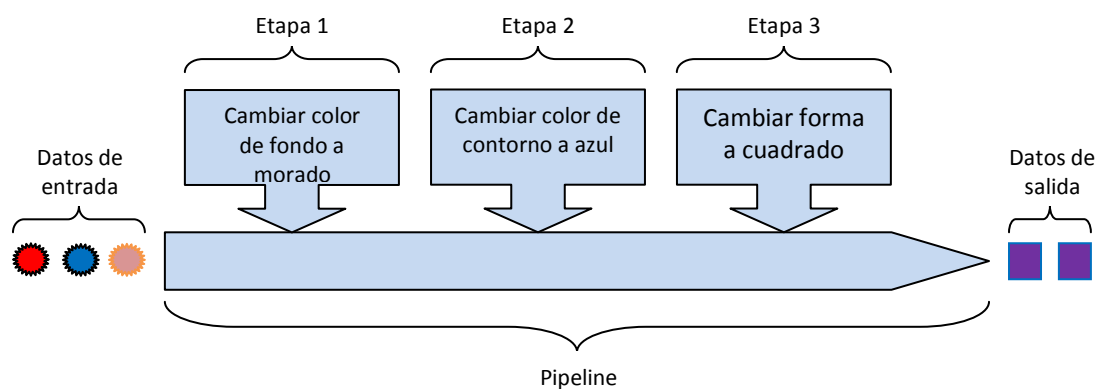 Etapa 1
Etapa 2
Etapa 3
Cambiar color
de fondo a
morado
Cambiar color de
contorno a azul
Cambiar forma
a cuadrado
Datos de
entrada
Datos de
salida
Pipeline